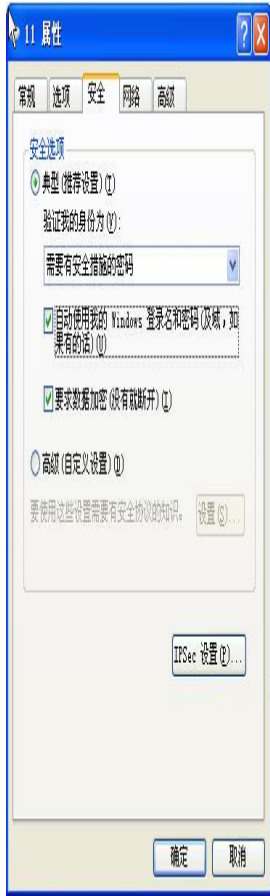 11 属性
常规 选项 安全 网络 高级
安全选项
典型(推荐设置)(T)
验证我的身份为(V):
需要有安全措施的密码
自动使用我的 Windows 登录名和密码(及域，如
果有的话)(U)
要求数据加密(没有就断开)(I)
高级(自定义设置)(D)
要使用这些设置需要有安全协议的知识。 设置(S)...
IPSec 设置(P)...
确定 取消